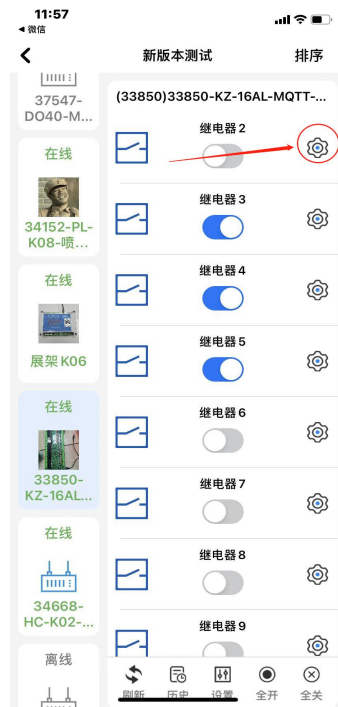 11:57
◀ 微信
新版本测试
排序
37547-
DO40-M...
在线
34152-PL-
K08-喷...
在线
展架K06
在线
33850-
KZ-16AL...
在线
34668-
HC-K02-...
离线
(33850)33850-KZ-16AL-MQTT-...
继电器2
继电器3
继电器4
继电器5
继电器6
继电器7
继电器8
继电器9
刷新
历史
设置
全开
全关